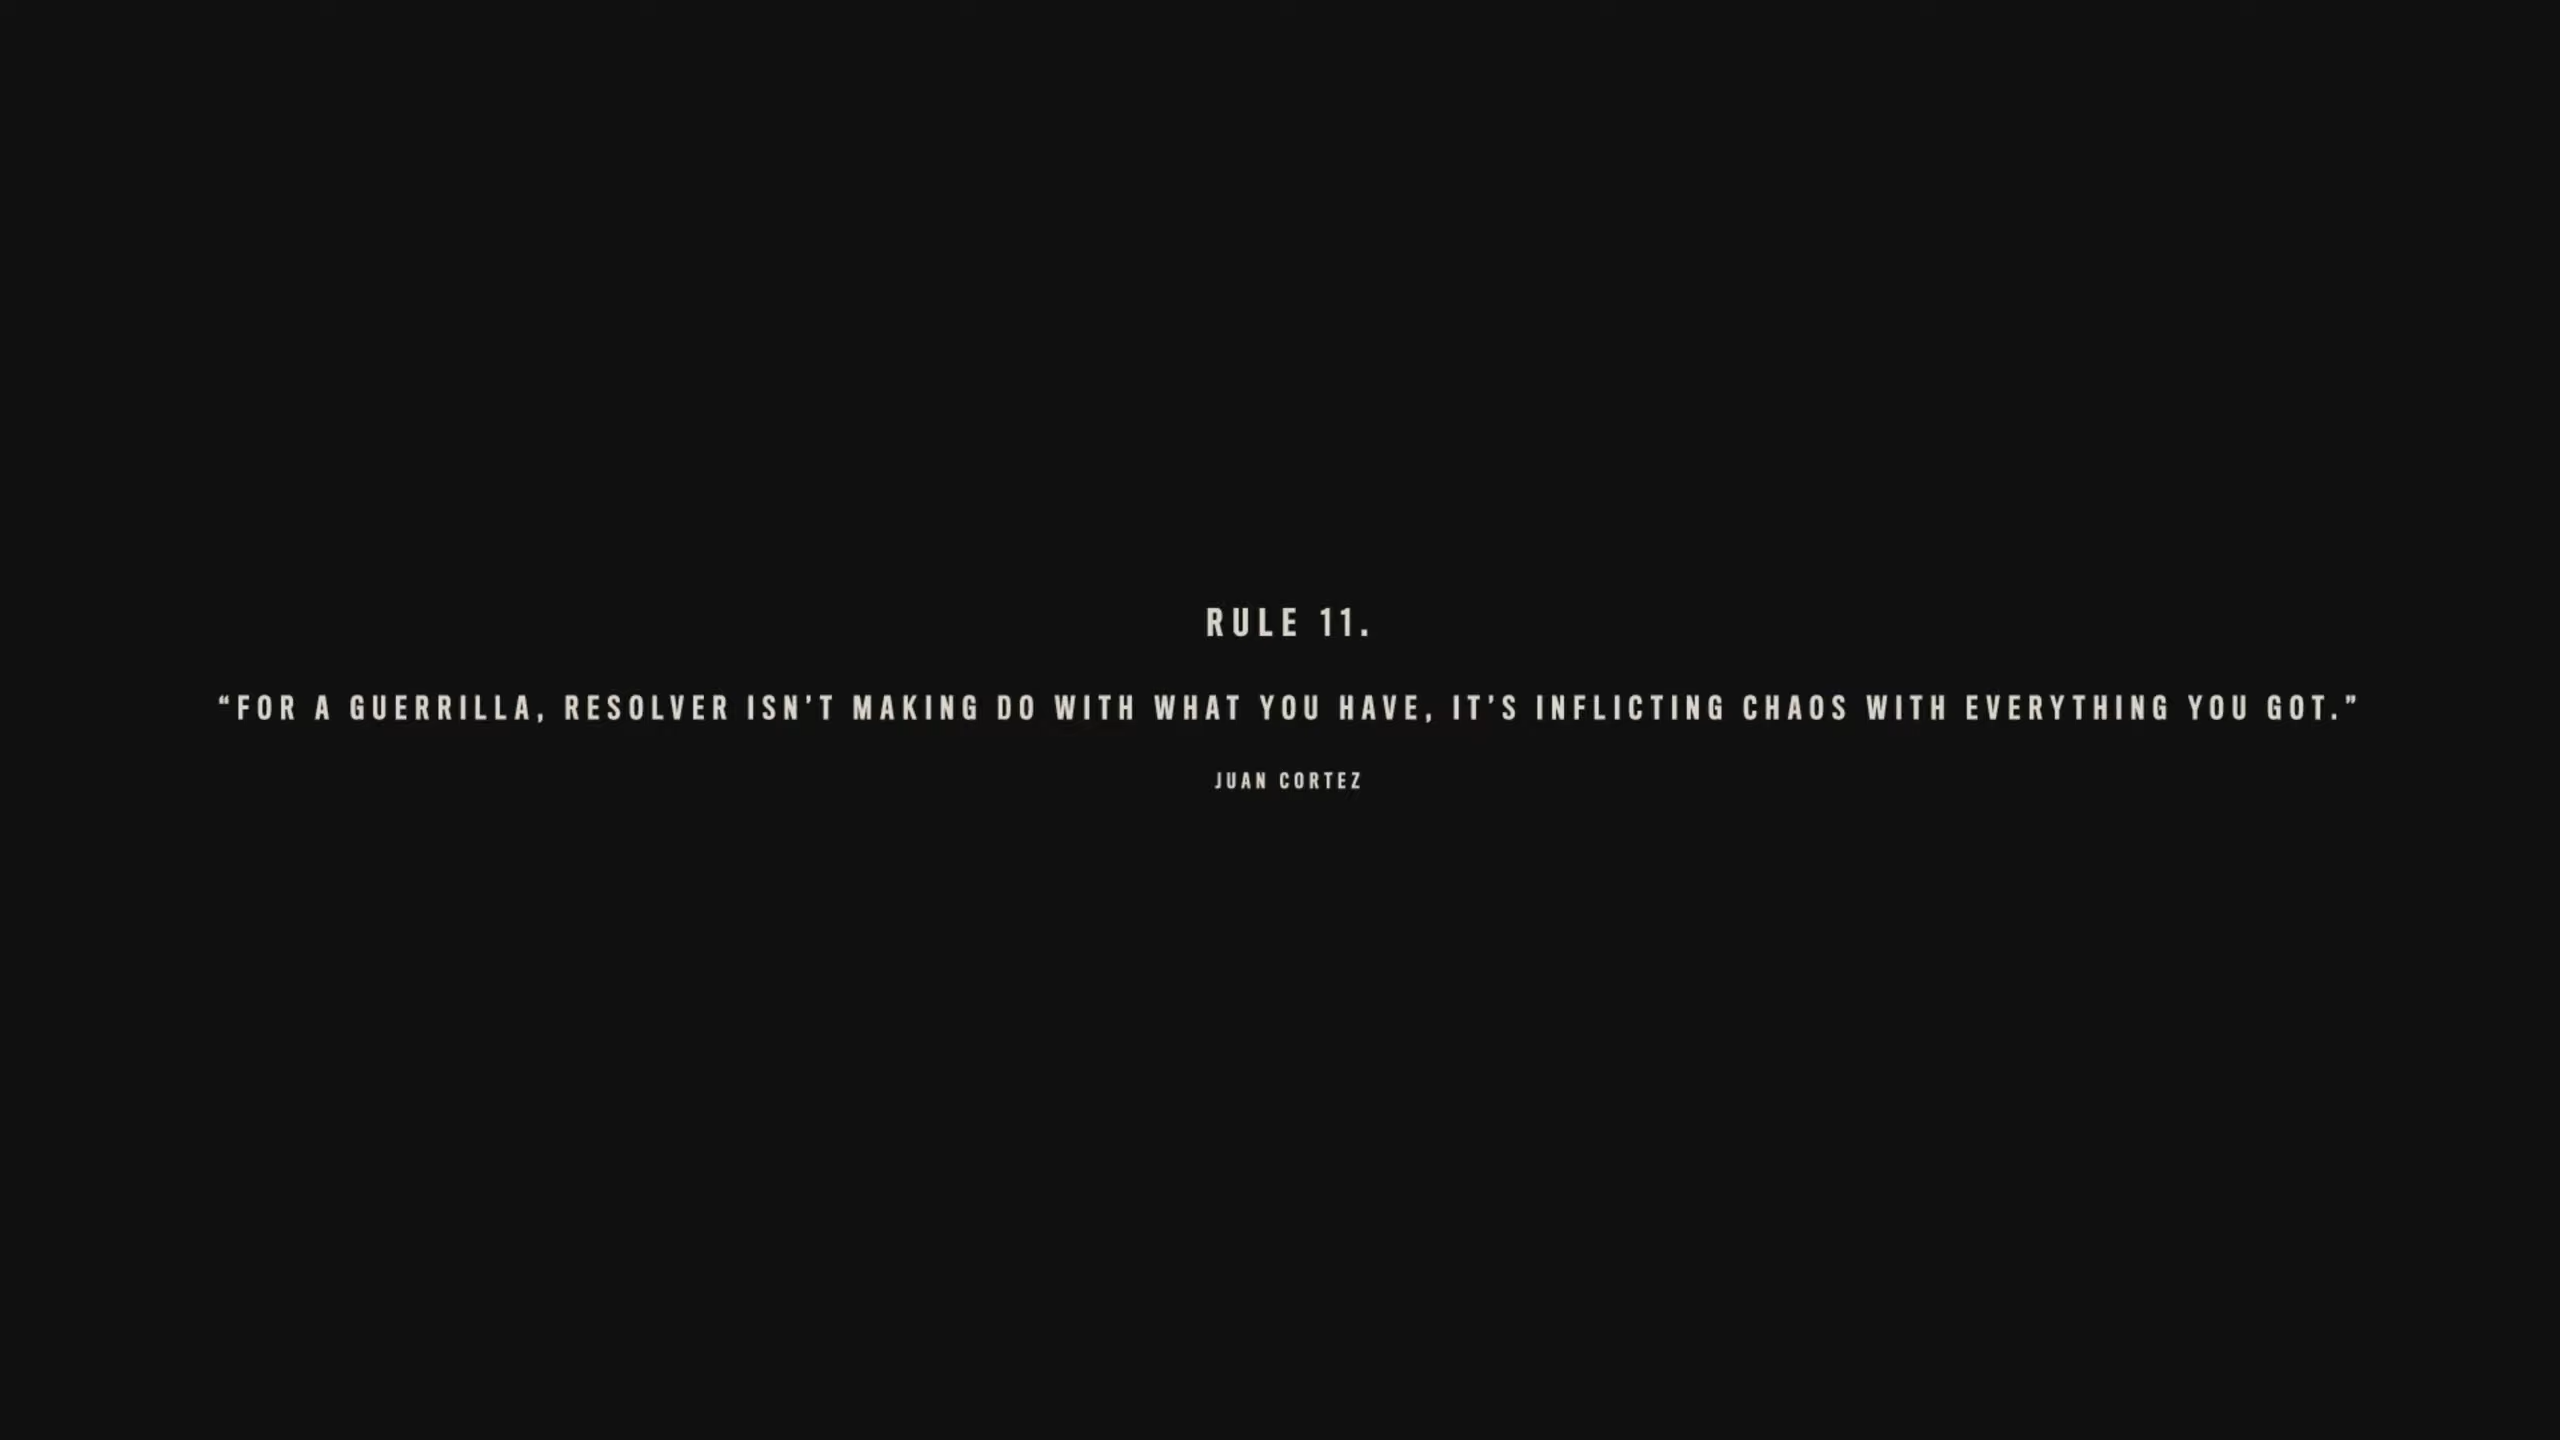 RULE 11.
“FOR A GUERRILLA, RESOLVER ISN’T MAKING DO WITH WHAT YOU HAVE, IT’S INFLICTING CHAOS WITH EVERYTHING YOU GOT.”
JUAN CORTEZ